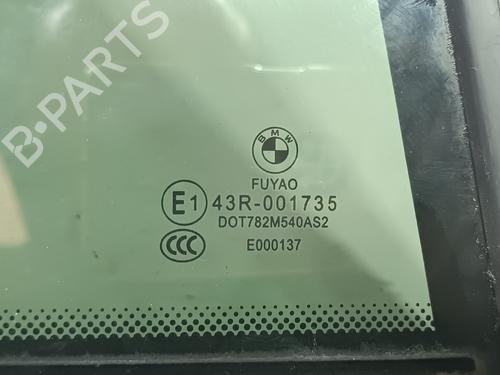 B-PARTS
BMW
FUYAO
E1 43R-001735
DOT782M540AS2
CCC E000137